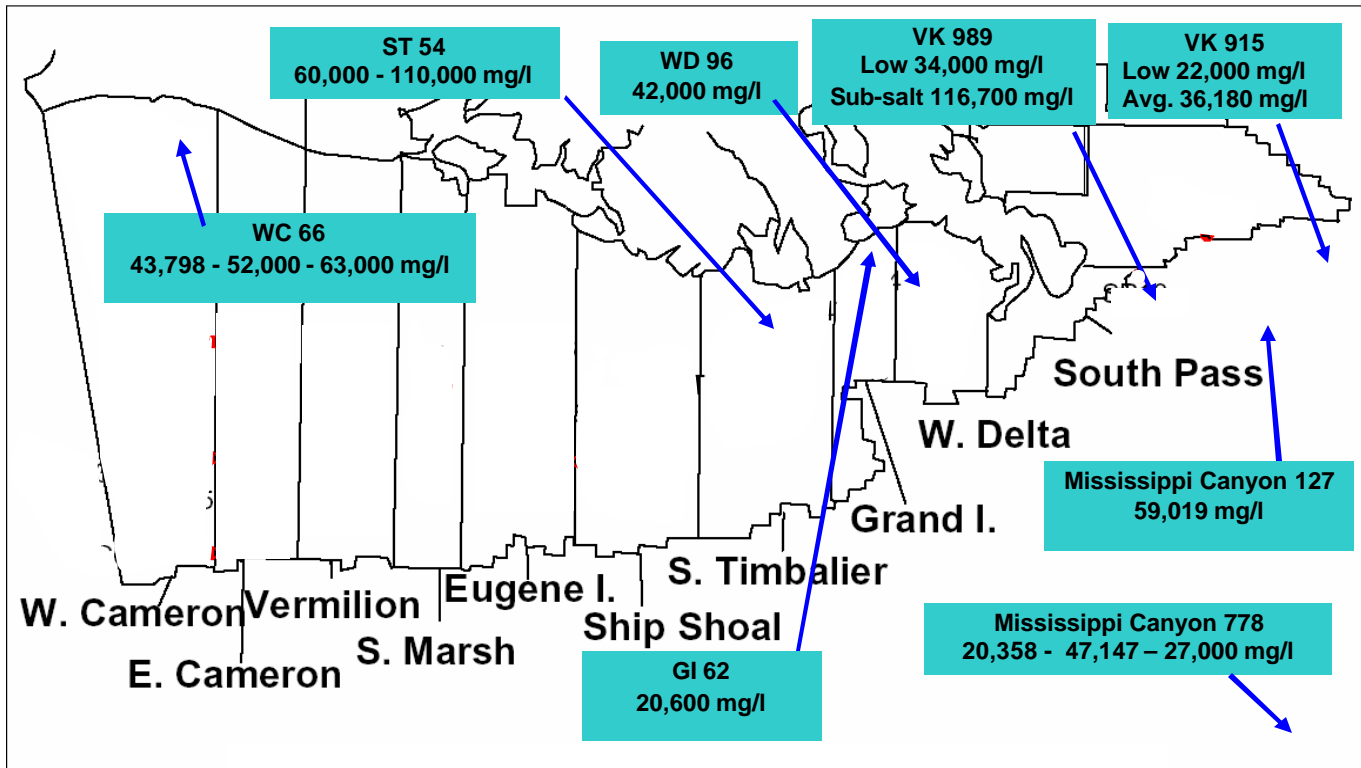 ST 54
60,000 - 110,000 mg/l
WD 96
42,000 mg/l
VK 989
Low 34,000 mg/l
Sub-salt 116,700 mg/l
VK 915
Low 22,000 mg/l
Avg. 36,180 mg/l
WC 66
43,798 - 52,000 - 63,000 mg/l
South Pass
W. Delta
Mississippi Canyon 127
59,019 mg/l
Grand I.
S. Timbalier
Eugene I.
Vermilion
W. Cameron
Ship Shoal
S. Marsh
E. Cameron
Mississippi Canyon 778
20,358 - 47,147 – 27,000 mg/l
GI 62
20,600 mg/l